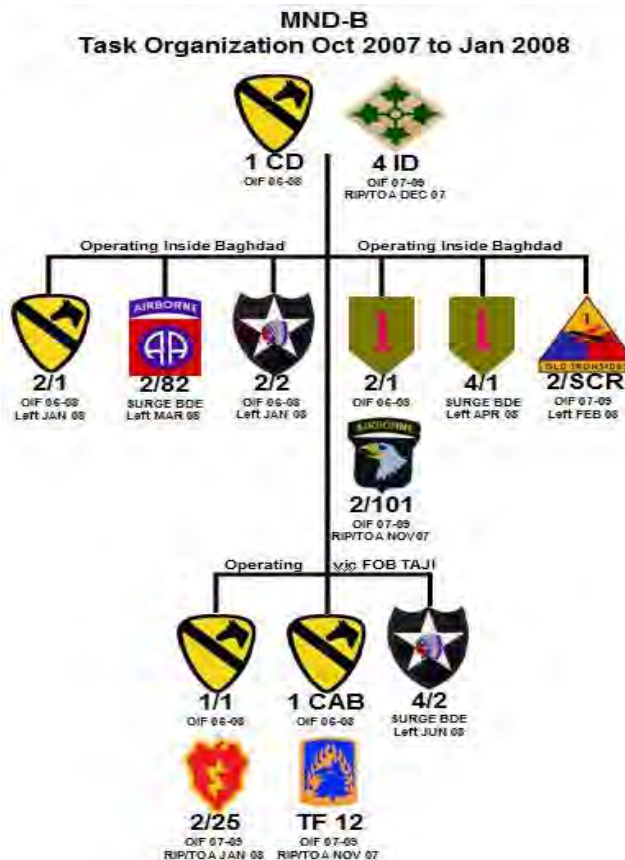 MND-B
Task Organization Oct 2007 to Jan 2008
1 CD
OIF 06-08
4 ID
OIF 07-09
RIP/TOA DEC 07
Operating Inside Baghdad
Operating Inside Baghdad
2/1
OIF 06-08
Left JAN 08
AIRBORNE
AA
2/82
SURGE BDE
Left MAR 08
2/2
OIF 06-08
Left JAN 08
1
2/1
OIF 06-08
1
4/1
SURGE BDE
Left APR 08
1
OLD IRONSIDES
2/SCR
OIF 07-09
Left FEB 08
AIRBORNE
2/101
OIF 07-09
RIP/TOA NOV07
Operating vic FOB TAJI
1/1
OIF 06-08
1 CAB
OIF 06-08
4/2
SURGE BDE
Left JUN 08
2/25
OIF 07-09
RIP/TOA JAN 08
TF 12
OIF 07-09
RIP/TOA NOV 07